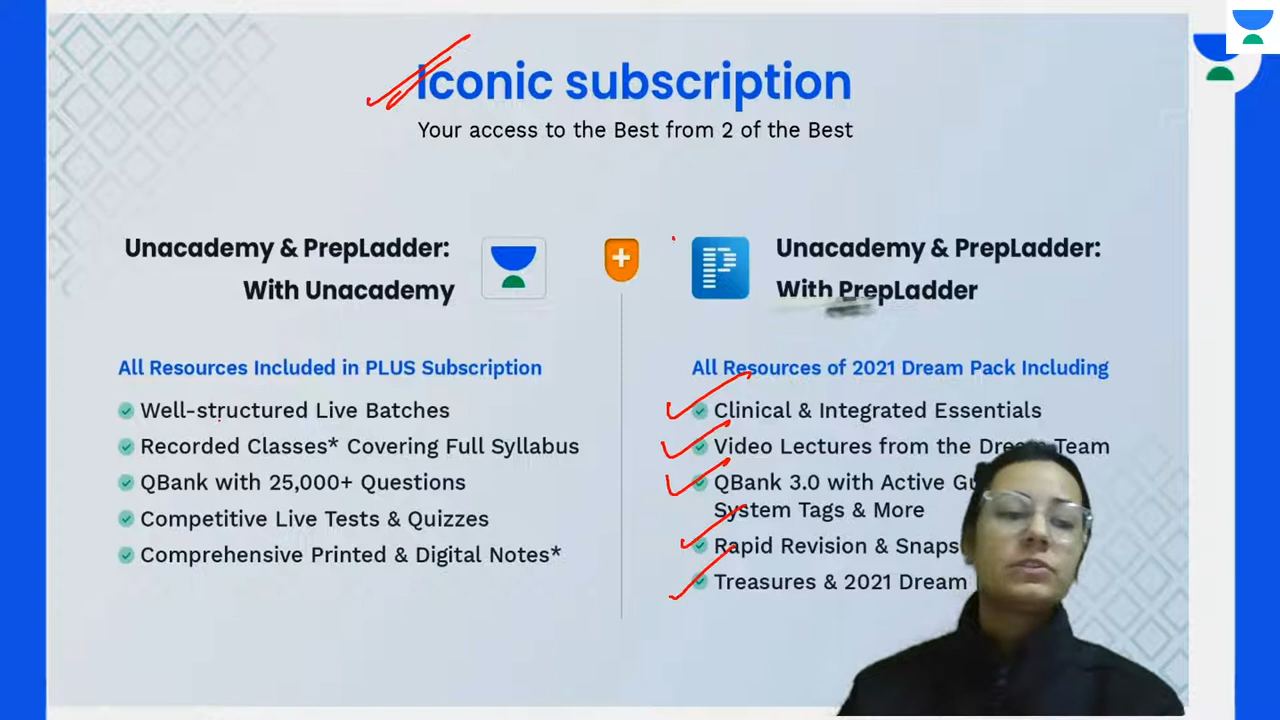 Iconic subscription
Your access to the Best from 2 of the Best
Unacademy & PrepLadder:
With Unacademy
Unacademy & PrepLadder:
With PrepLadder
All Resources Included in PLUS Subscription
Well-structured Live Batches
Recorded Classes* Covering Full Syllabus
QBank with 25,000+ Questions
Competitive Live Tests & Quizzes
Comprehensive Printed & Digital Notes*
All Resources of 2021 Dream Pack Including
Clinical & Integrated Essentials
Video Lectures from the Dream Team
QBank 3.0 with Active
System Tags & More
Rapid Revision &
Treasures & 2021 Dream